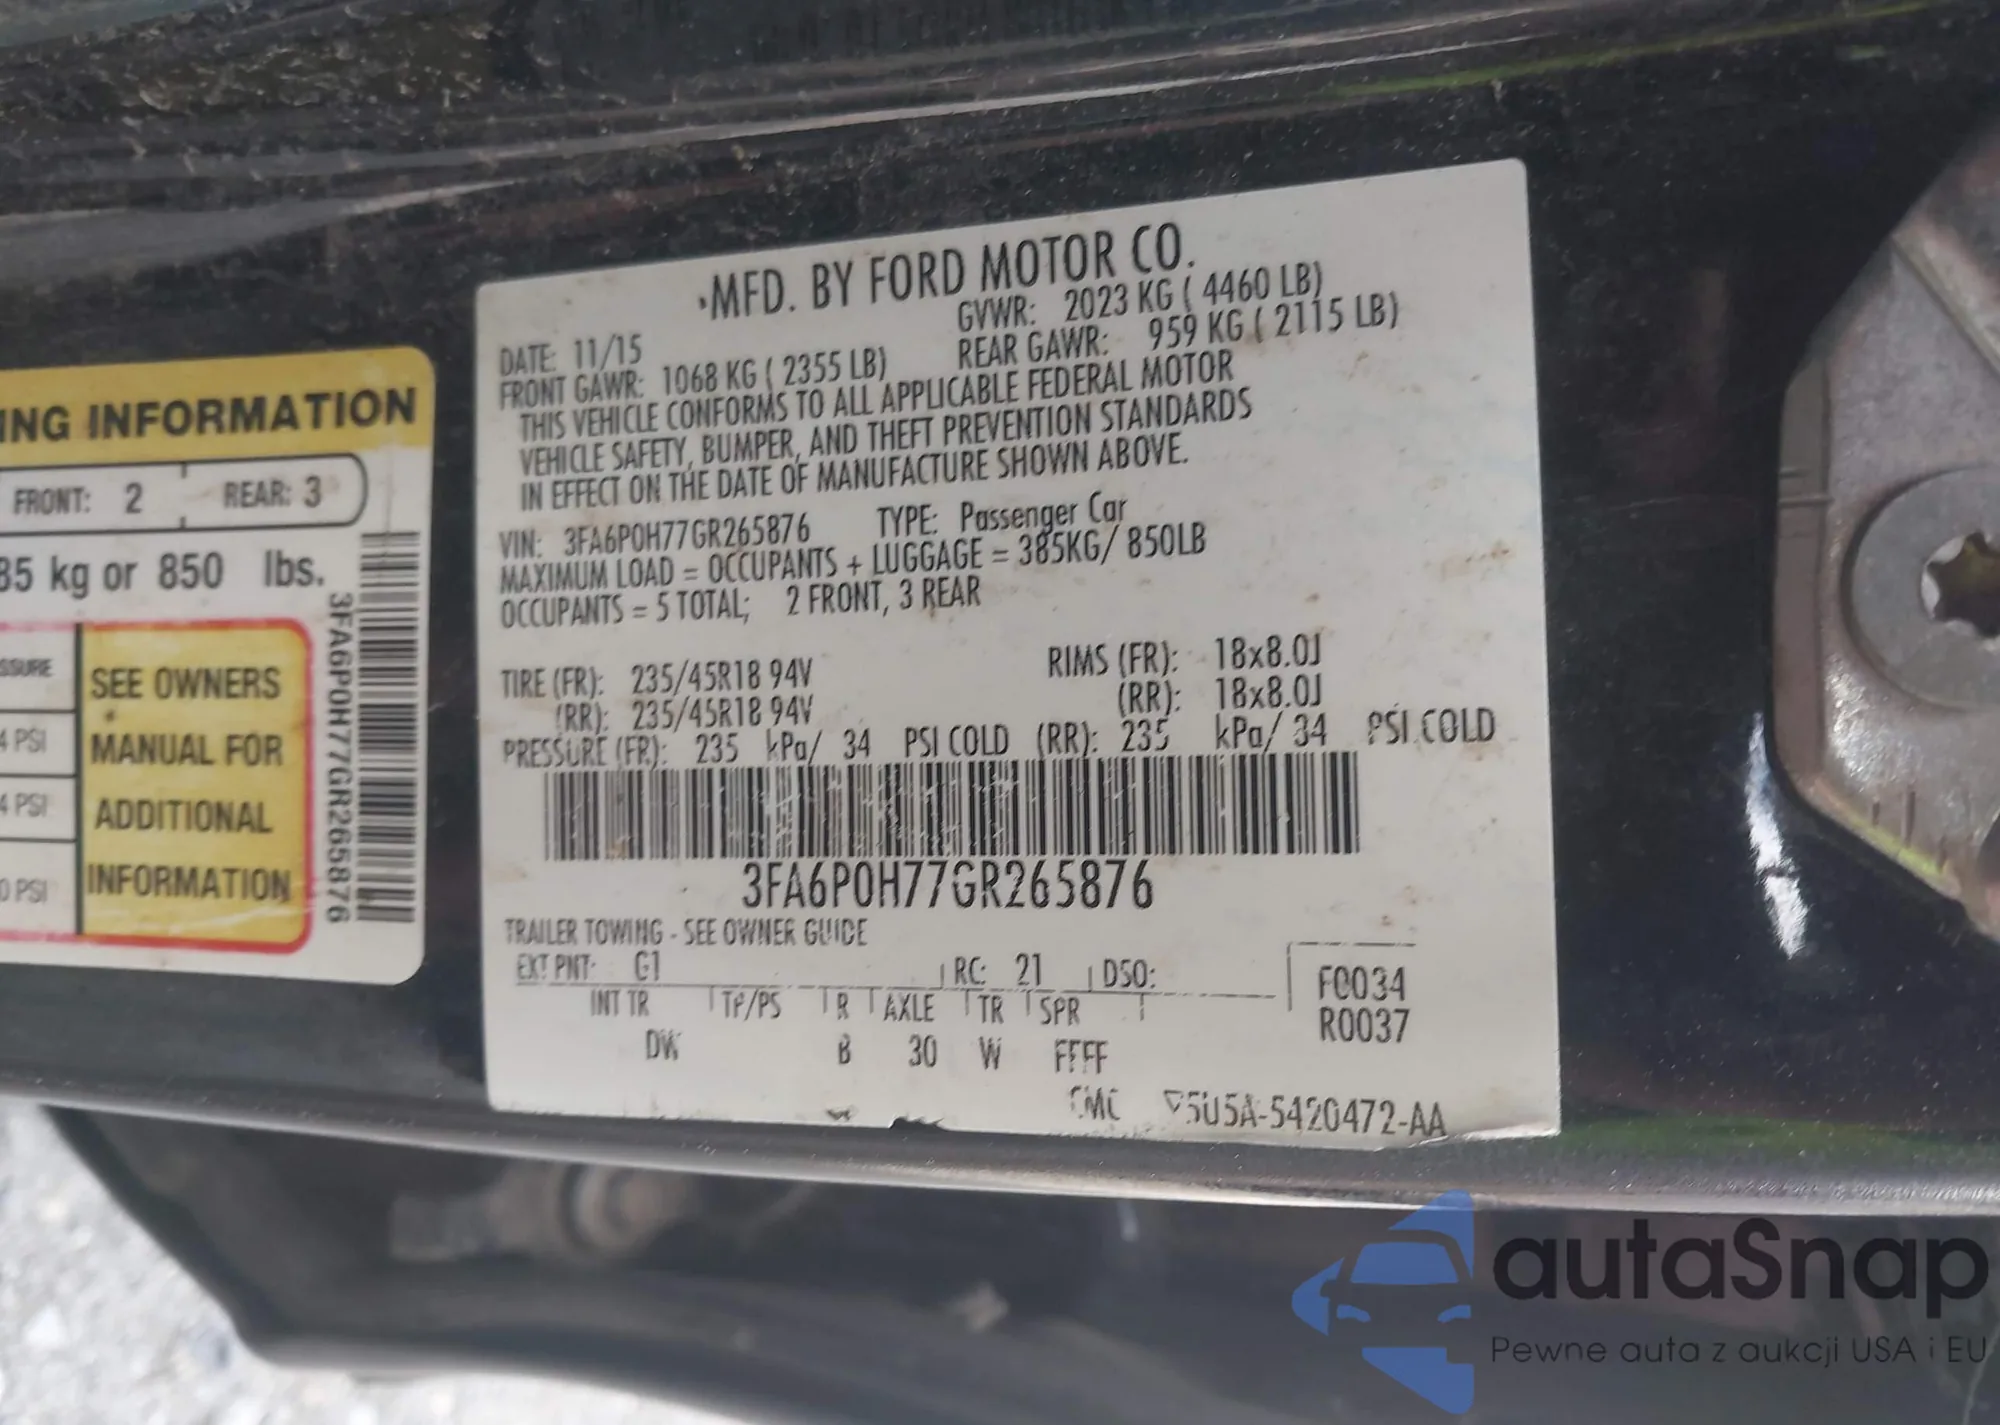 ING INFORMATION
FRONT: 2 REAR: 3
85 kg or 850 lbs.
SSURE
4 PSI
4 PSI
0 PSI
SEE OWNERS
MANUAL FOR
ADDITIONAL
INFORMATION
3FA6P0H77GR265876
MFD. BY FORD MOTOR CO.
DATE: 11/15 GVWR: 2023 KG ( 4460 LB)
FRONT GAWR: 1068 KG ( 2355 LB) REAR GAWR: 959 KG ( 2115 LB)
THIS VEHICLE CONFORMS TO ALL APPLICABLE FEDERAL MOTOR
VEHICLE SAFETY, BUMPER, AND THEFT PREVENTION STANDARDS
IN EFFECT ON THE DATE OF MANUFACTURE SHOWN ABOVE.
VIN: 3FA6P0H77GR265876 TYPE: Passenger Car
MAXIMUM LOAD = OCCUPANTS + LUGGAGE = 385KG/ 850LB
OCCUPANTS = 5 TOTAL; 2 FRONT, 3 REAR
TIRE (FR): 235/45R18 94V RIMS (FR): 18x8.0J
(RR): 235/45R18 94V (RR): 18x8.0J
PRESSURE (FR): 235 kPa/ 34 PSI COLD (RR): 235 kPa/ 34 PSI COLD
3FA6P0H77GR265876
TRAILER TOWING - SEE OWNER GUIDE
EXT PNT: G1 RC: 21 DSO:
INT TR TP/PS R AXLE TR SPR
DW B 30 W FFFF
F0034
R0037
5U5A-5420472-AA
autaSnap
Pewne auta z aukcji USA i EU